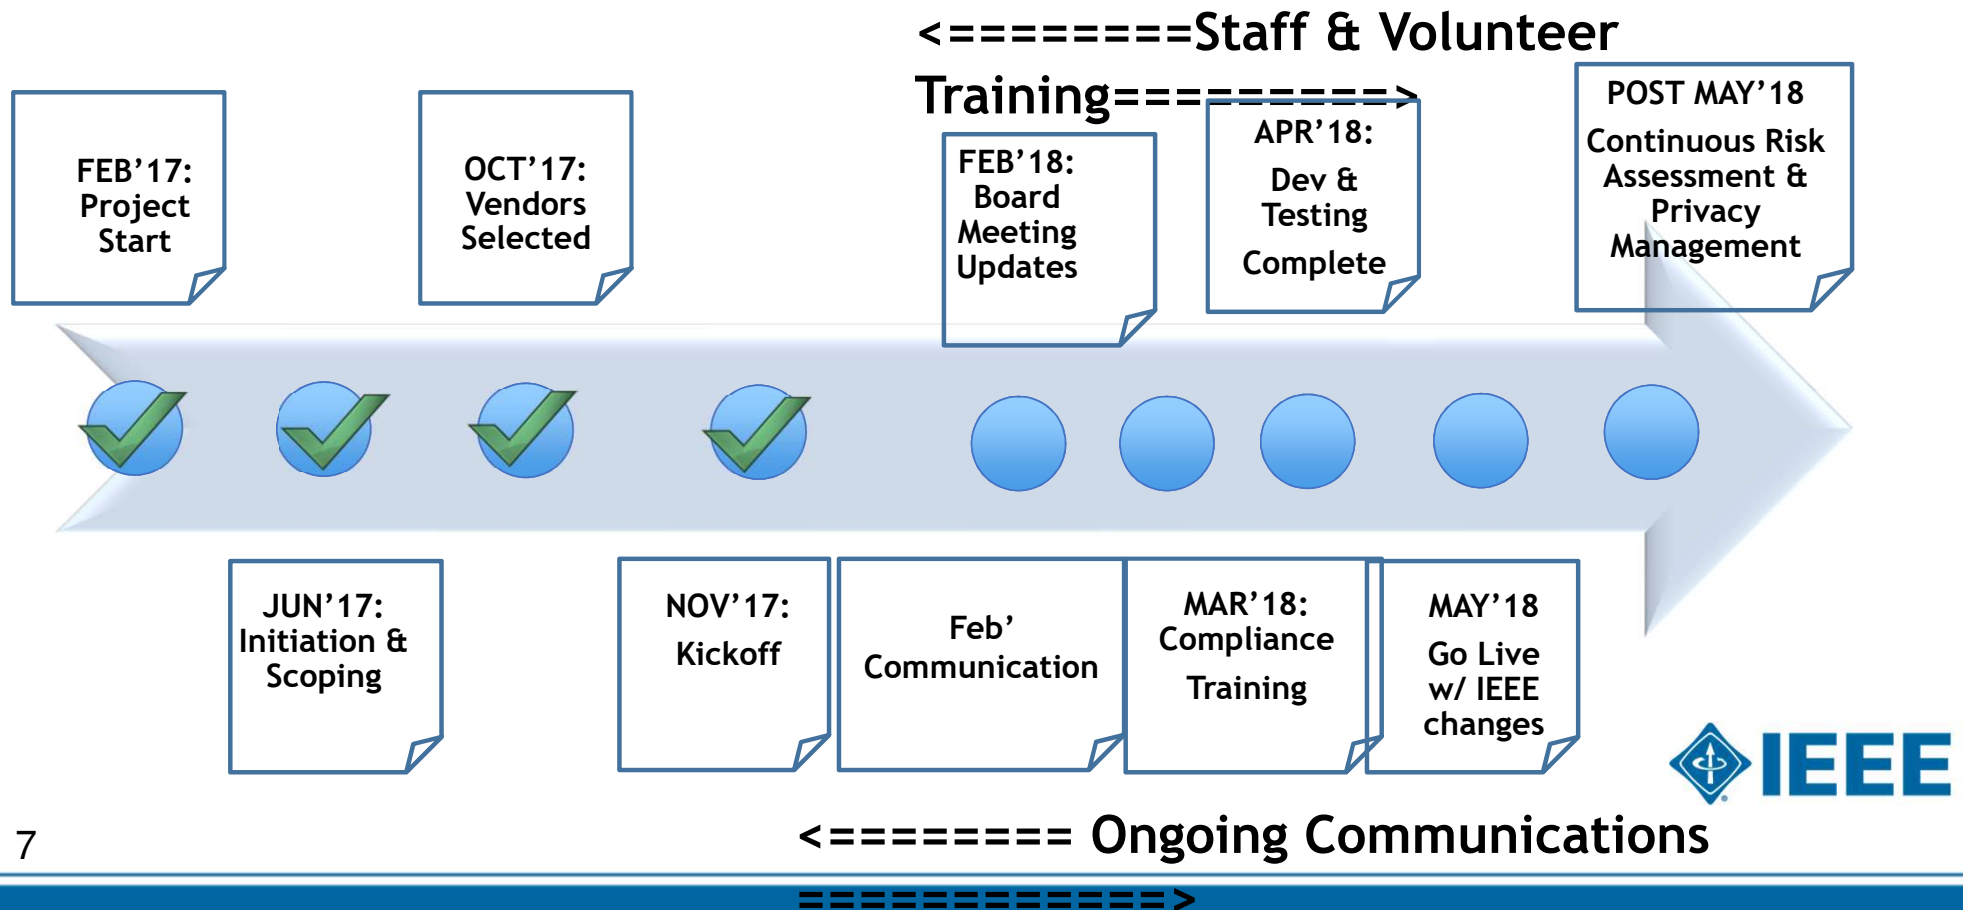 <========Staff & Volunteer
Training=========>
FEB’17:
Project
Start
OCT’17:
Vendors
Selected
FEB’18:
Board
Meeting
Updates
APR’18:
Dev &
Testing
Complete
POST MAY’18
Continuous Risk
Assessment &
Privacy
Management
JUN’17:
Initiation &
Scoping
NOV’17:
Kickoff
Feb’
Communication
MAR’18:
Compliance
Training
MAY’18
Go Live
w/ IEEE
changes
IEEE
7
<======== Ongoing Communications
============>